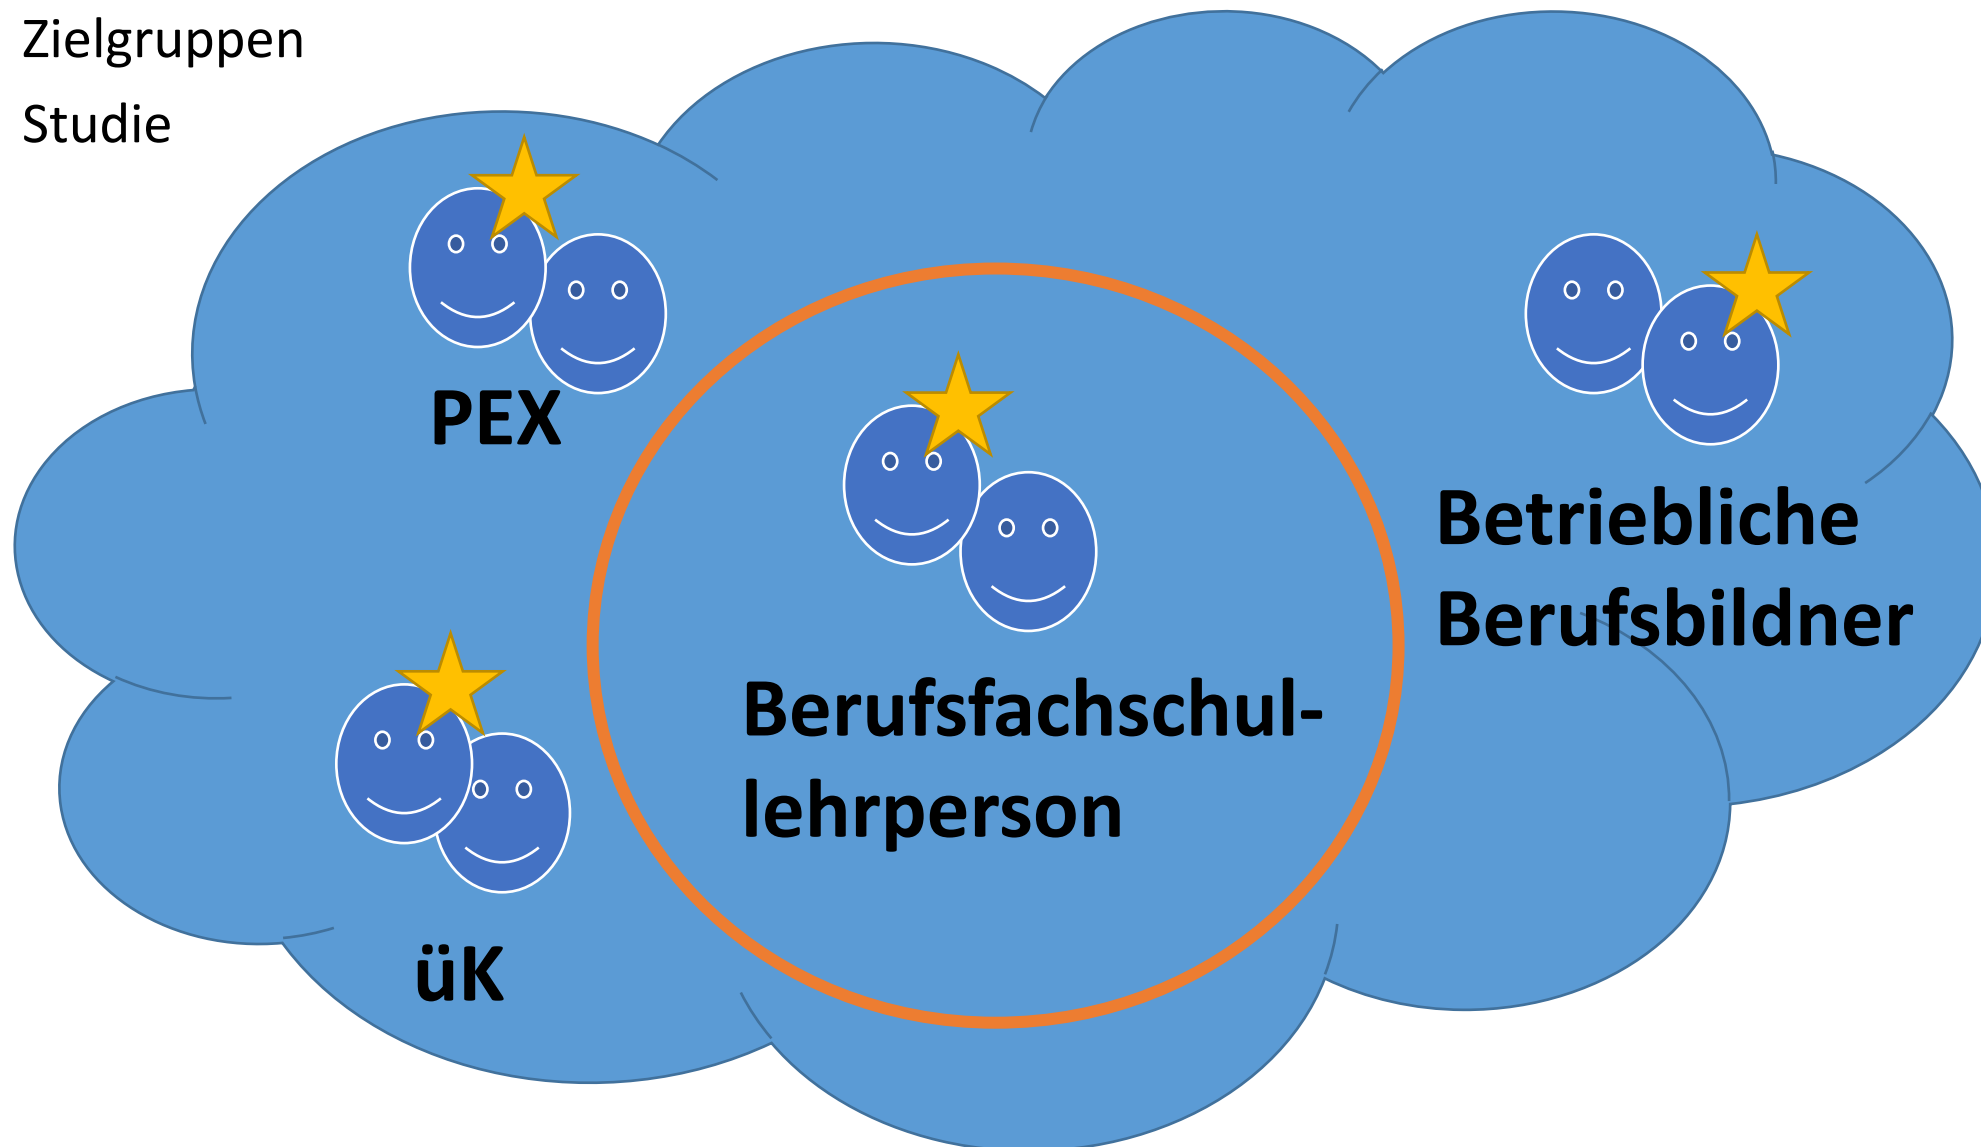 Zielgruppen
Studie
PEX
Betriebliche
Berufsbildner
Berufsfachschul-
lehrperson
üK